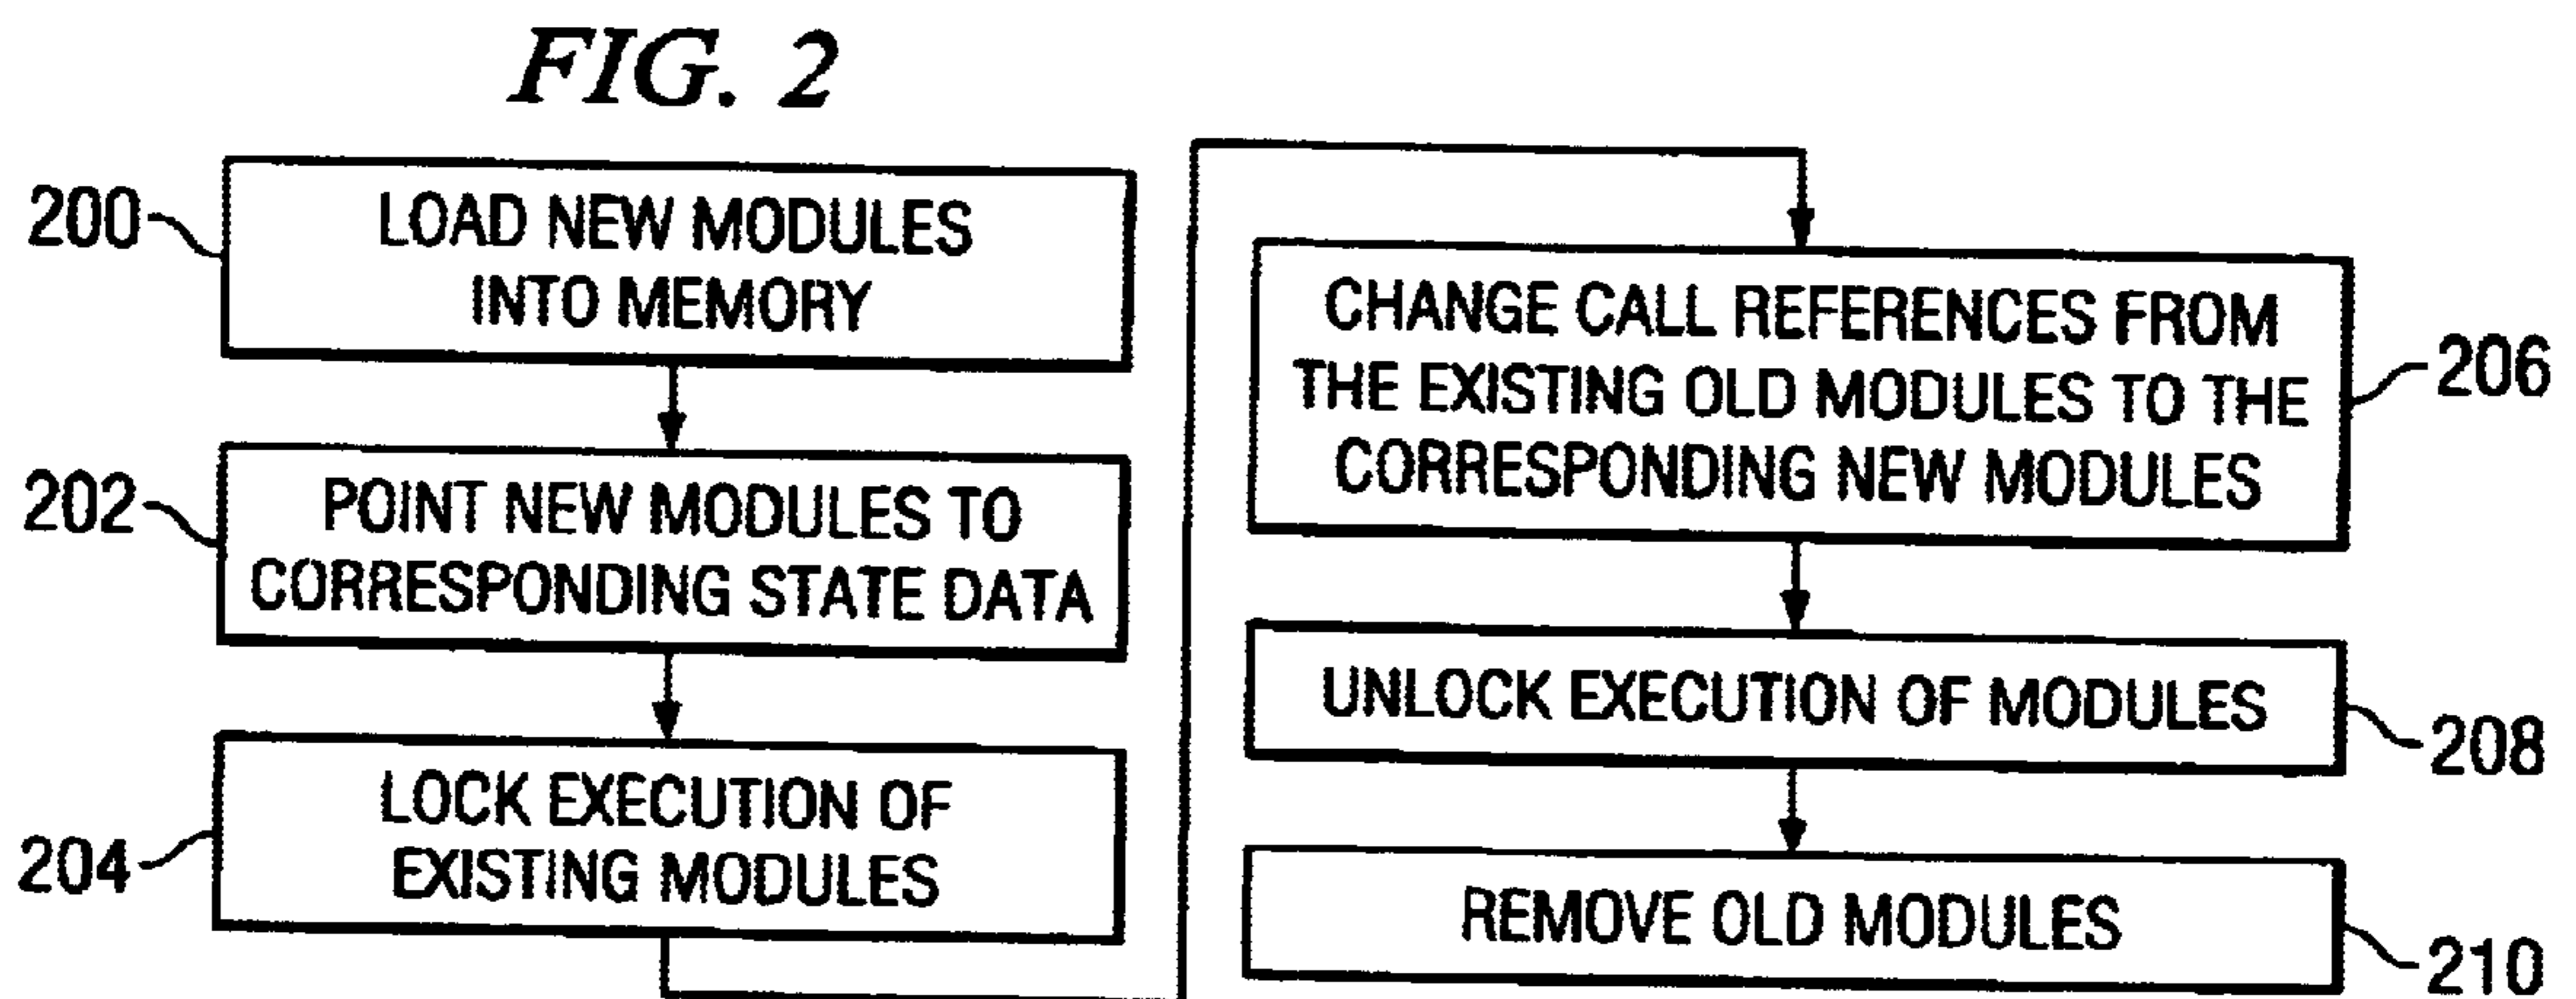 FIG. 2
200
LOAD NEW MODULES
INTO MEMORY
202
POINT NEW MODULES TO
CORRESPONDING STATE DATA
204
LOCK EXECUTION OF
EXISTING MODULES
CHANGE CALL REFERENCES FROM
THE EXISTING OLD MODULES TO THE
CORRESPONDING NEW MODULES
206
UNLOCK EXECUTION OF MODULES
208
REMOVE OLD MODULES
210